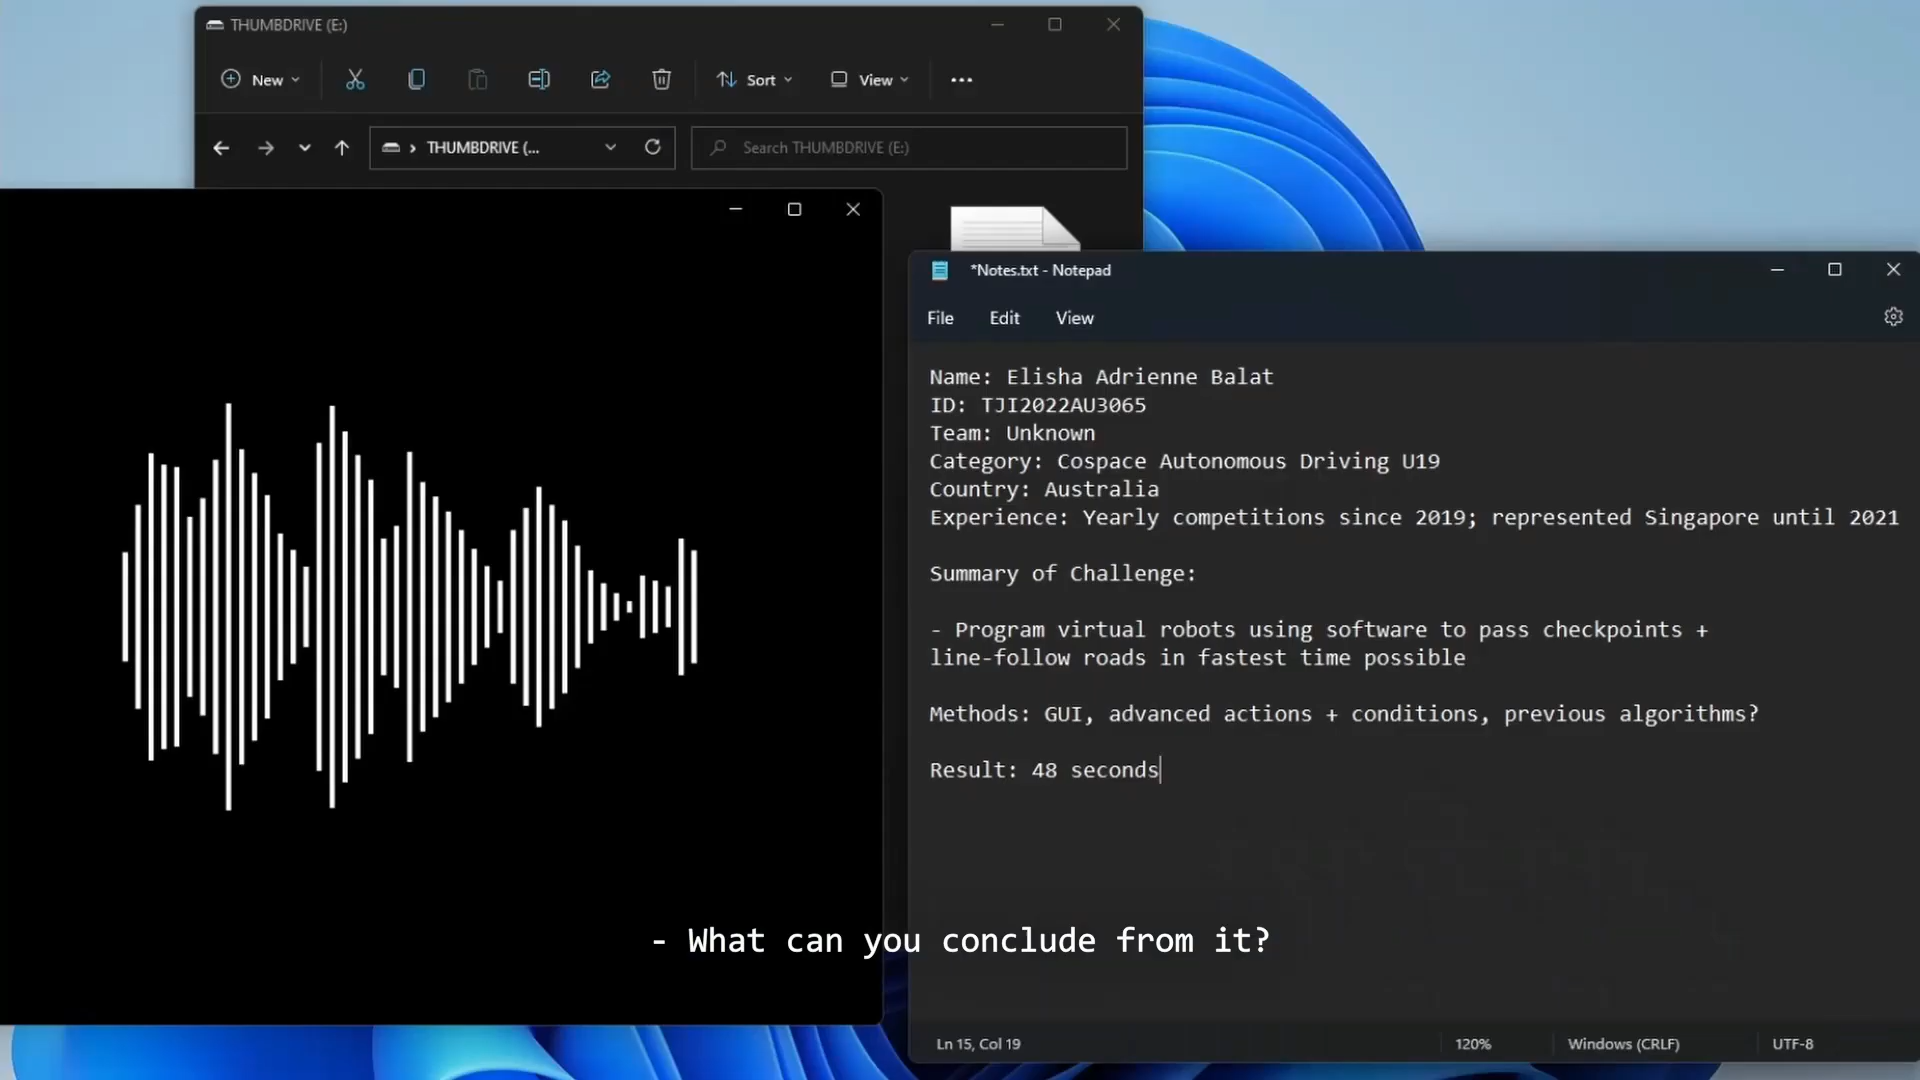 THUMBDRIVE (E:)
New
Sort
View
THUMBDRIVE (...
Search THUMBDRIVE (E:)
*Notes.txt - Notepad
File Edit View
Name: Elisha Adrienne Balat
ID: TJI2022AU3065
Team: Unknown
Category: Cospace Autonomous Driving U19
Country: Australia
Experience: Yearly competitions since 2019; represented Singapore until 2021
Summary of Challenge:
- Program virtual robots using software to pass checkpoints +
line-follow roads in fastest time possible
Methods: GUI, advanced actions + conditions, previous algorithms?
Result: 48 seconds
- What can you conclude from it?
Ln 15, Col 19
120%
Windows (CRLF)
UTF-8